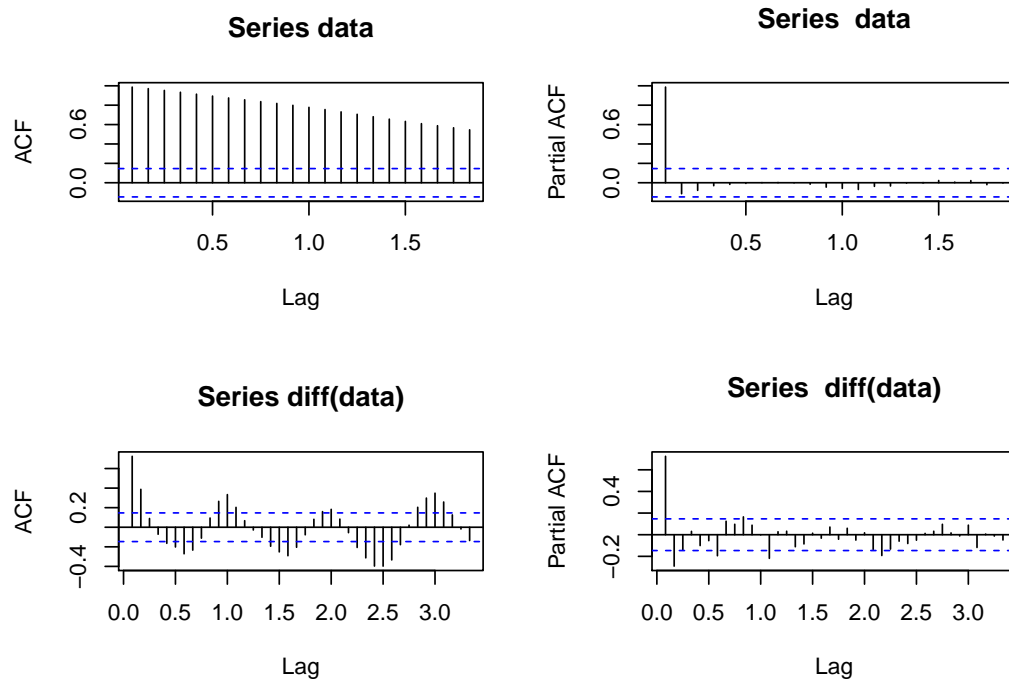 Series data
ACF
0.0 0.6
0.5 1.0 1.5
Lag
Series  data
Partial ACF
0.0 0.6
0.5 1.0 1.5
Lag
Series diff(data)
ACF
−0.4 0.2
0.0 0.5 1.0 1.5 2.0 2.5 3.0
Lag
Series  diff(data)
Partial ACF
−0.2 0.4
0.0 0.5 1.0 1.5 2.0 2.5 3.0
Lag